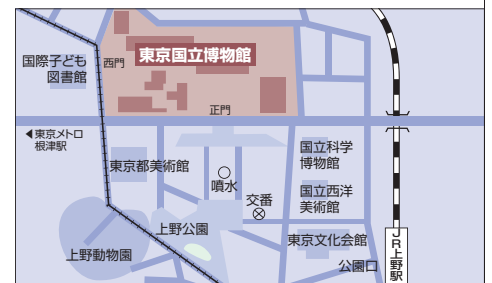 東京国立博物館
国際子ども
図書館
西門
正門
◀東京メトロ
根津駅
東京都美術館
噴水
国立科学
博物館
交番
国立西洋
美術館
上野公園
東京文化会館
上野動物園
公園口
JR上野駅